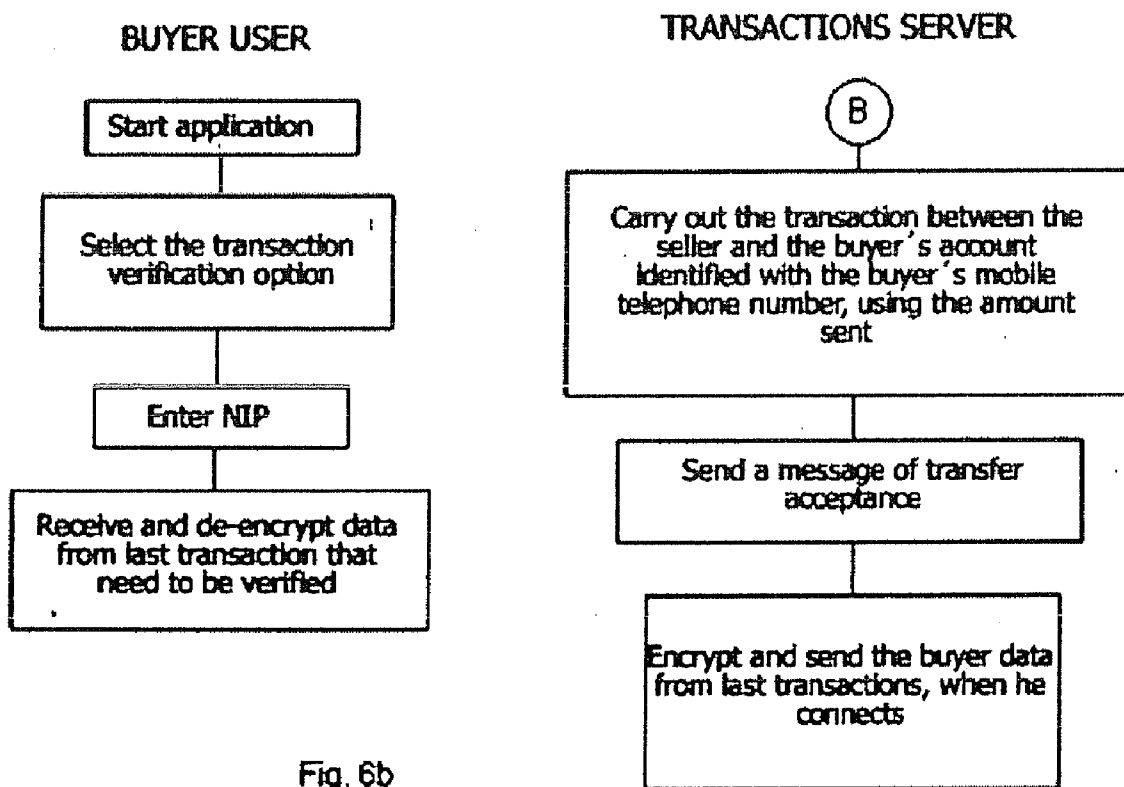 BUYER USER
Start application
Select the transaction
verification option
Enter NIP
Receive and de-encrypt data
from last transaction that
need to be verified
TRANSACTIONS SERVER
B
Carry out the transaction between the
seller and the buyer´s account
identified with the buyer´s mobile
telephone number, using the amount
sent
Send a message of transfer
acceptance
Encrypt and send the buyer data
from last transactions, when he
connects
Fig. 6b